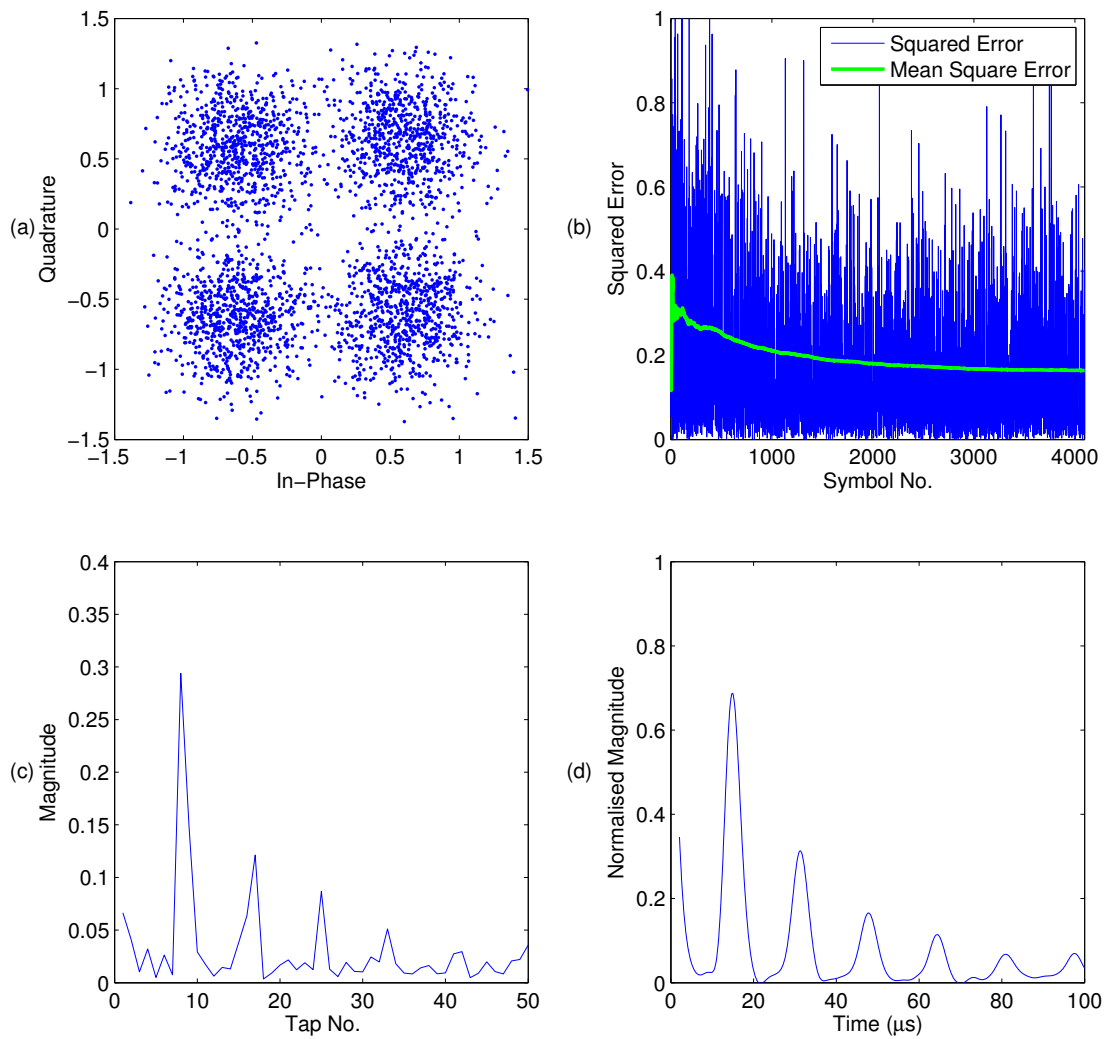 (a)
Quadrature
1.5
1
0.5
0
−0.5
−1
−1.5
−1.5 −1 −0.5 0 0.5 1 1.5
In−Phase
(b)
Squared Error
1
0.8
0.6
0.4
0.2
0
0 1000 2000 3000 4000
Symbol No.
Squared Error
Mean Square Error
(c)
Magnitude
0.4
0.35
0.3
0.25
0.2
0.15
0.1
0.05
0
0 10 20 30 40 50
Tap No.
(d)
Normalised Magnitude
1
0.8
0.6
0.4
0.2
0
0 20 40 60 80 100
Time (μs)